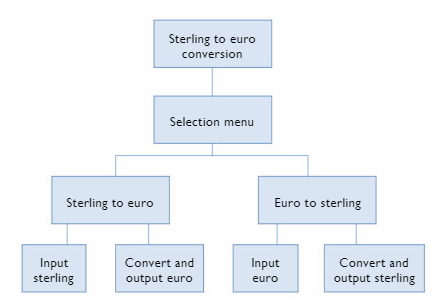 Sterling to euro
conversion
Selection menu
Sterling to euro
Euro to sterling
Input
sterling
Convert and
output euro
Input
euro
Convert and
output sterling